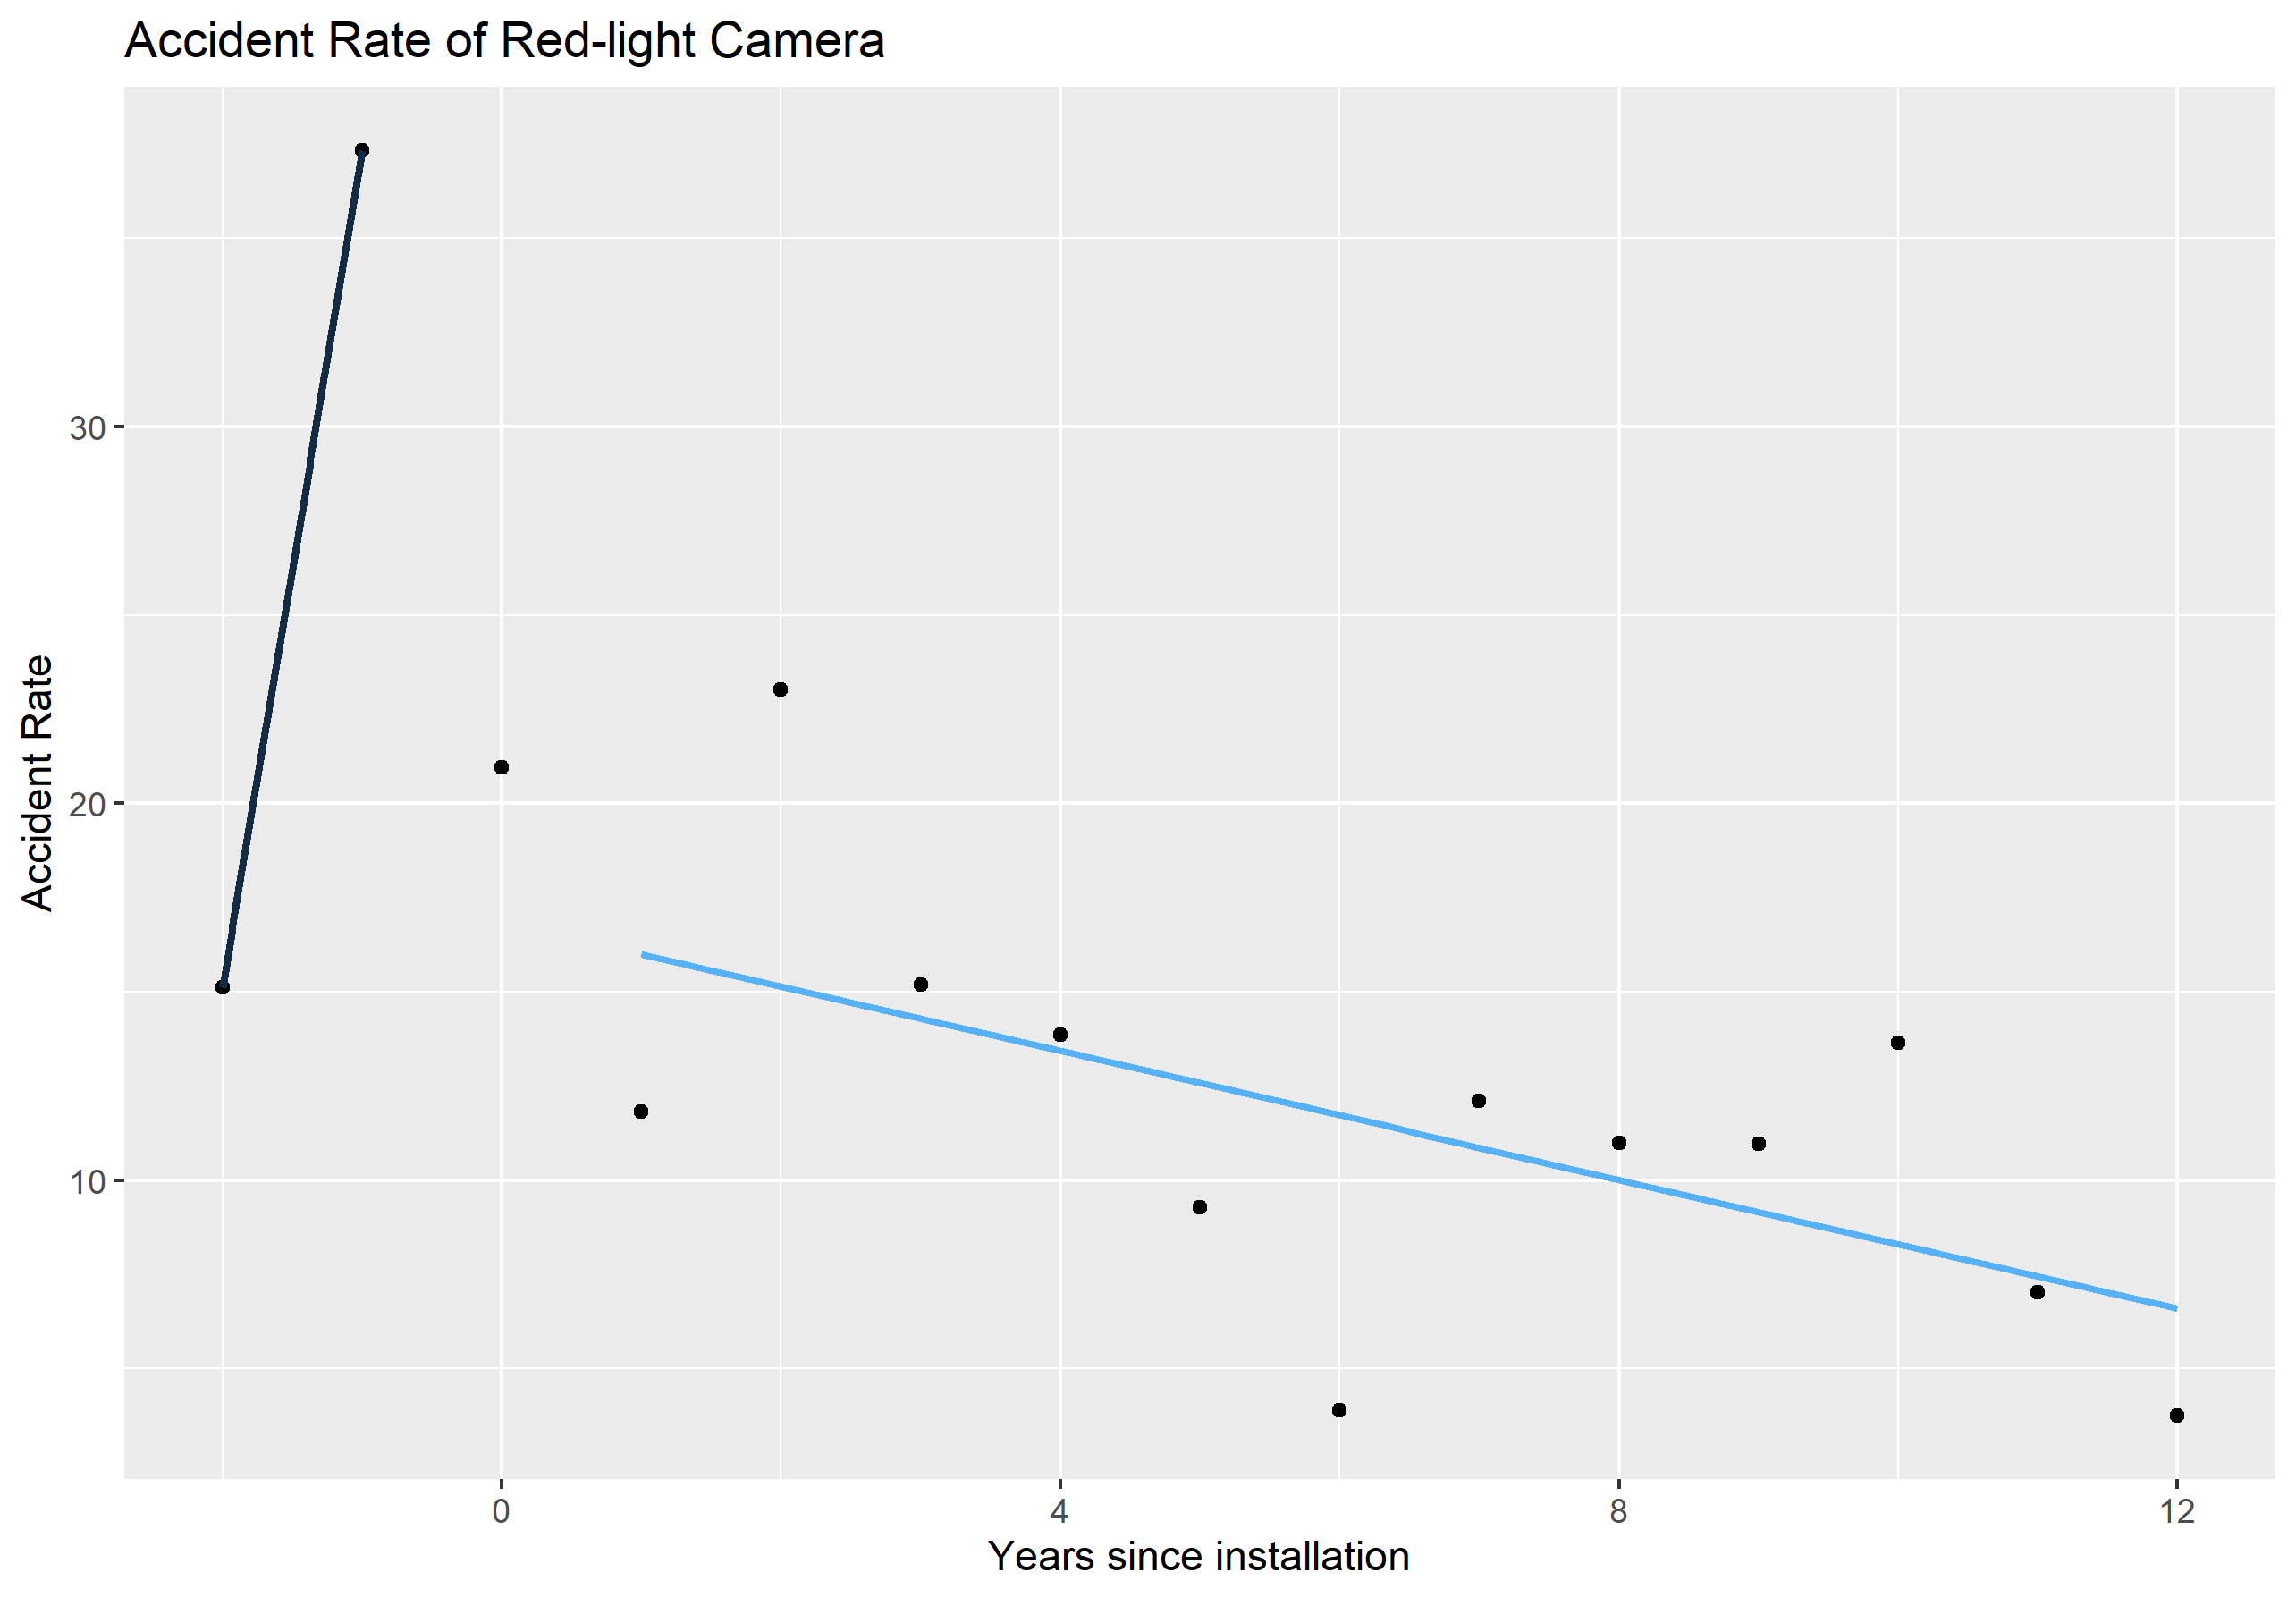 Accident Rate of Red-light Camera
Accident Rate
30
20
10
0
4
8
12
Years since installation